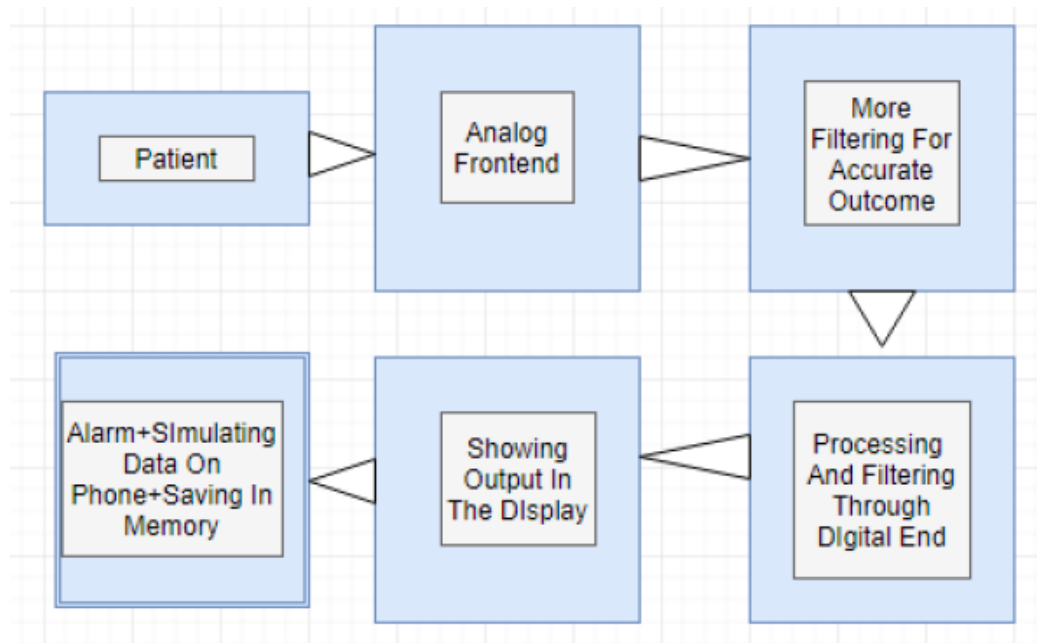 Patient
Analog
Frontend
More
Filtering For
Accurate
Outcome
Processing
And Filtering
Through
DIgital End
Showing
Output In
The DIsplay
Alarm+SImulating
Data On
Phone+Saving In
Memory